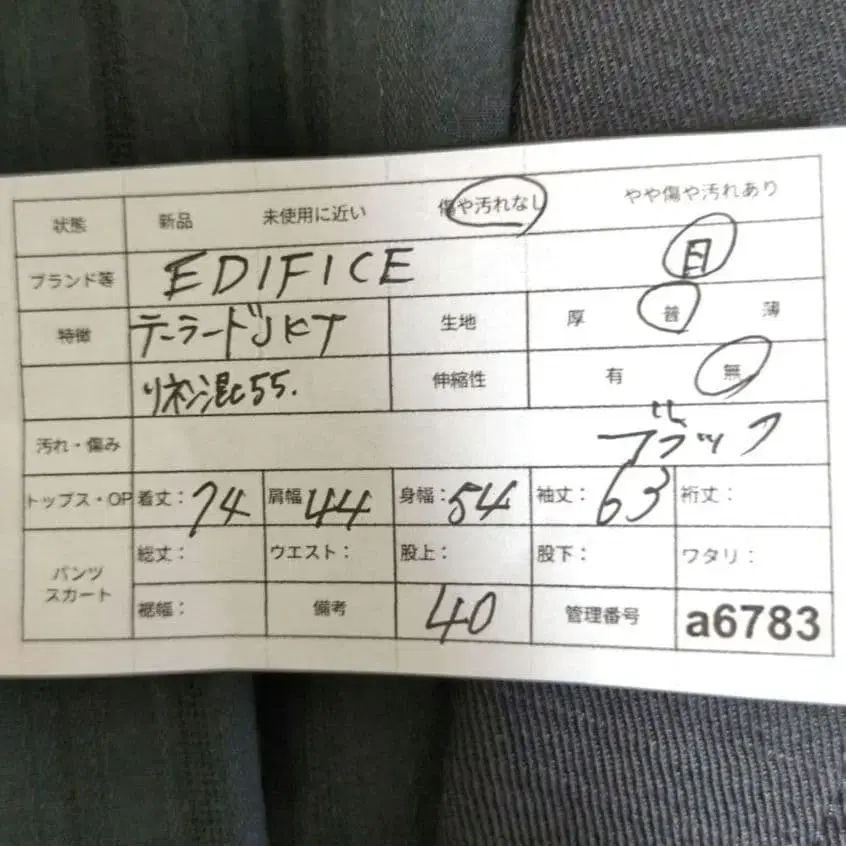 状態 新品 未使用に近い 傷や汚れなし やや傷や汚れあり
ブランド等 EDIFICE 目
特徴 テーラードJKT 生地 厚 普 薄
リネン混55. 伸縮性 有 無
汚れ・傷み ブラック
トップス・OP 着丈: 74 肩幅 44 身幅: 54 袖丈: 63 裄丈:
パンツ スカート 総丈: ウエスト: 股上: 股下: ワタリ:
裾幅: 備考 40 管理番号 a6783